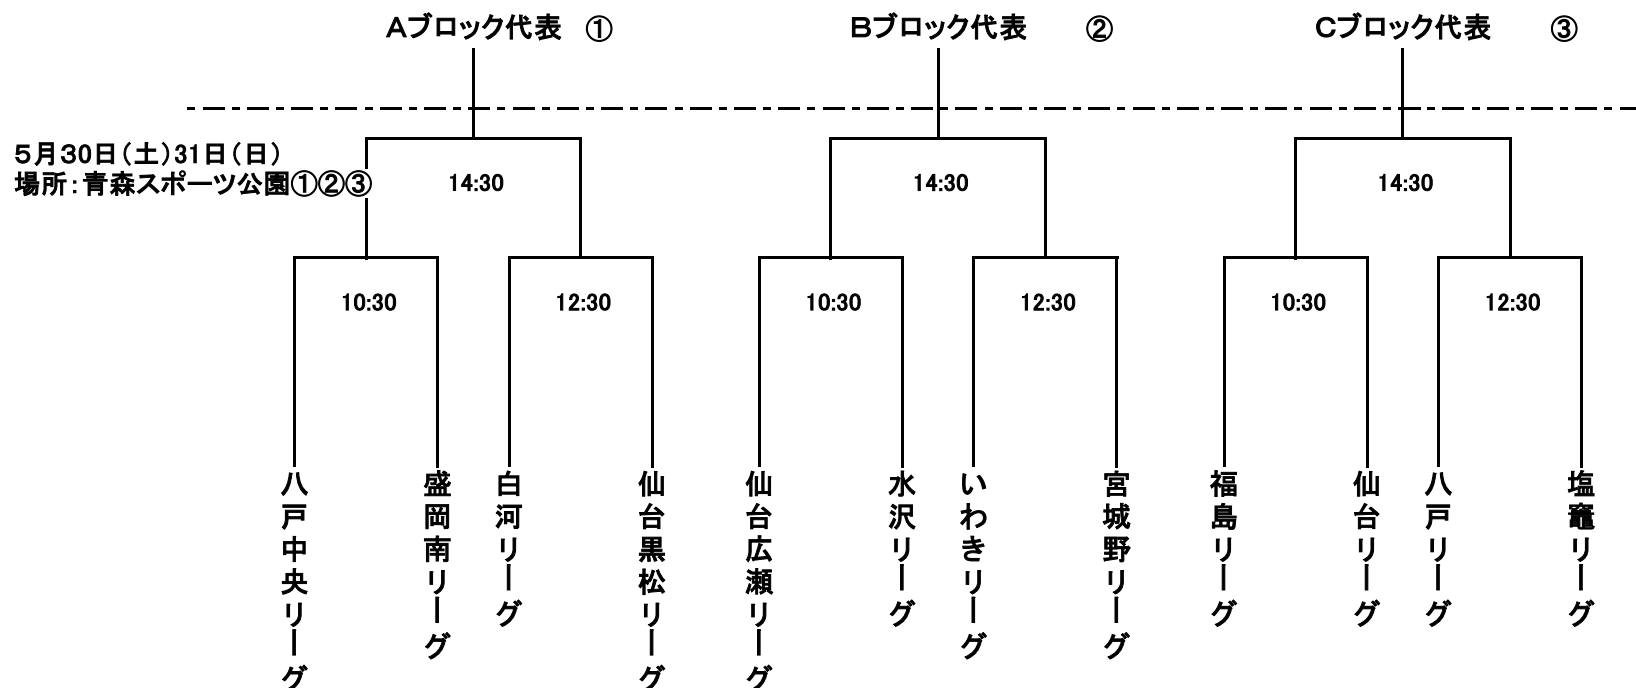 Aブロック代表 ①
Bブロック代表 ②
Cブロック代表 ③
5月30日(土)31日(日)
場所:青森スポーツ公園①②③
14:30
14:30
14:30
10:30
12:30
10:30
12:30
10:30
12:30
八戸中央リーグ
盛岡南リーグ
白河リーグ
仙台黒松リーグ
仙台広瀬リーグ
水沢リーグ
いわきリーグ
宮城野リーグ
福島リーグ
仙台リーグ
八戸リーグ
塩竈リーグ